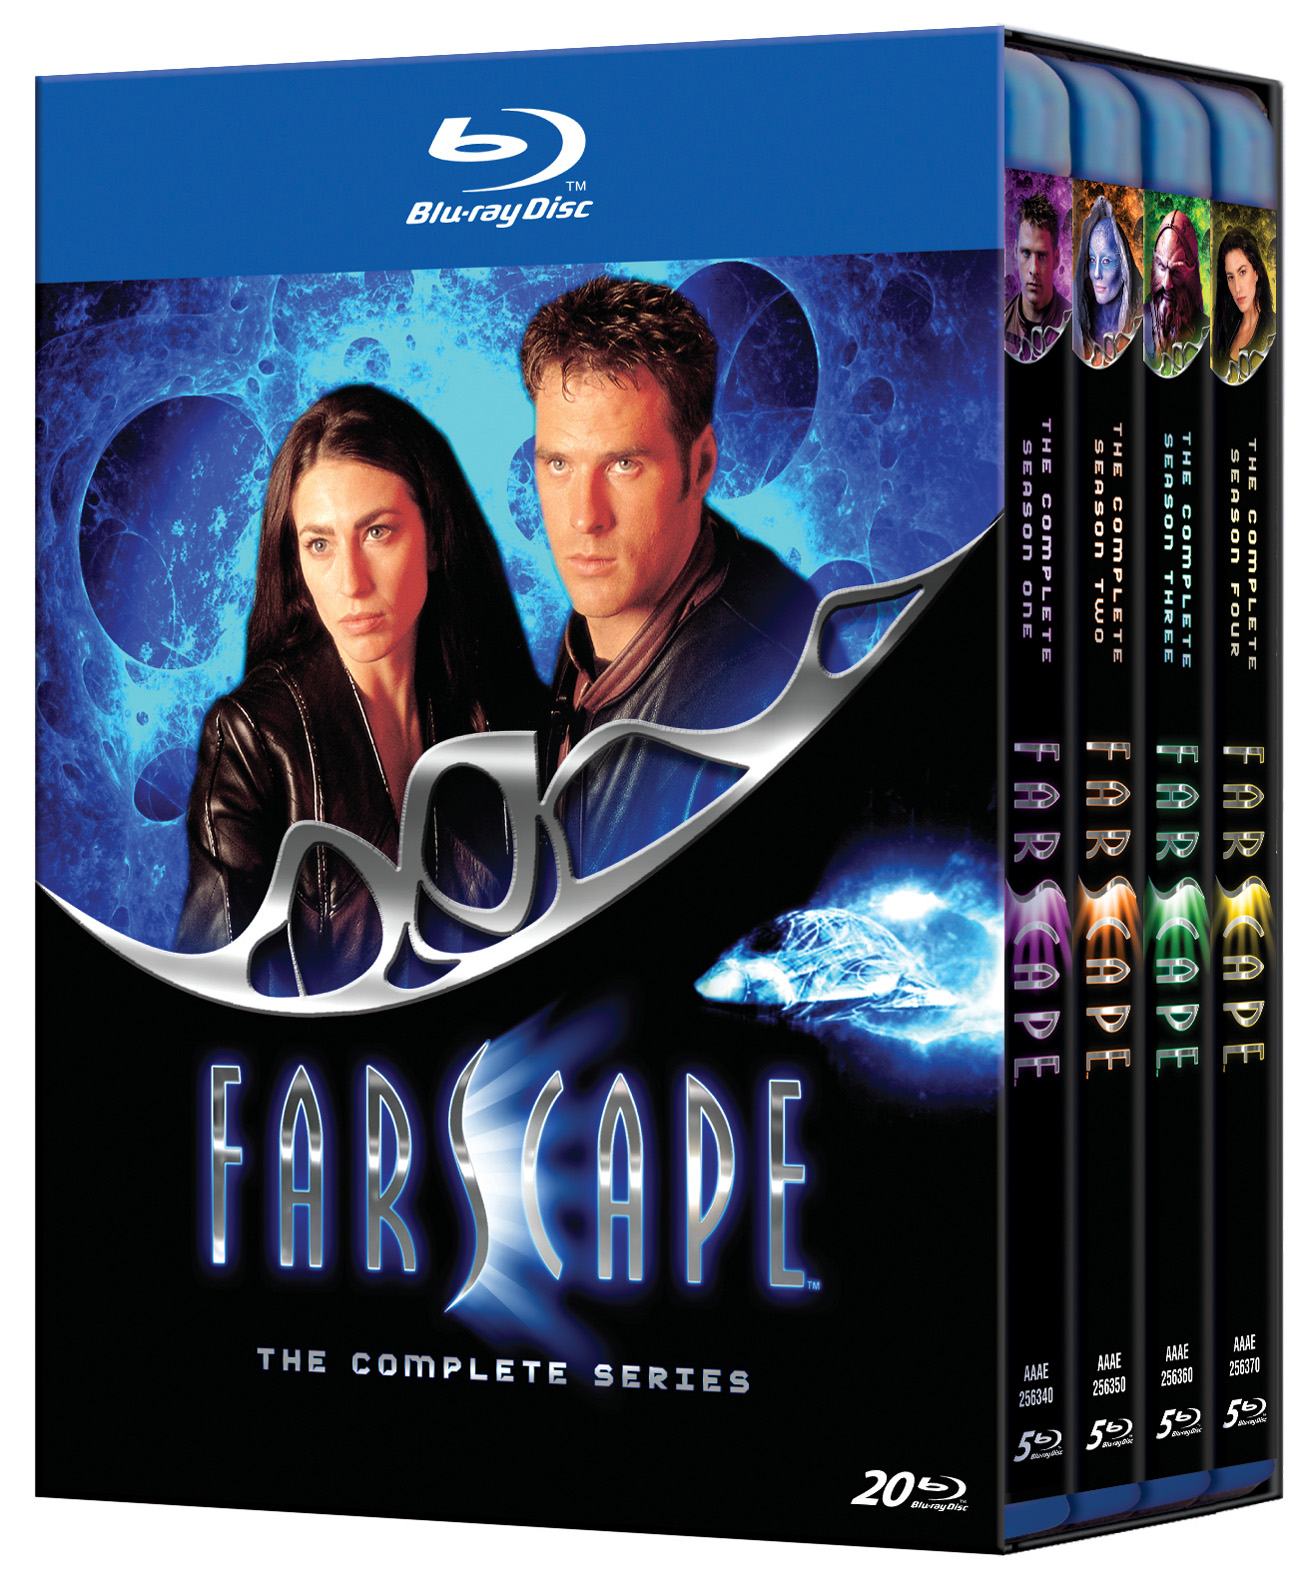 Blu-ray Disc
TM
FARSCAPE
TM
THE COMPLETE SERIES
20 Blu-ray Disc
THE COMPLETE
SEASON ONE
FARSCAPE
AAAE
256340
5 Blu-ray Disc
THE COMPLETE
SEASON TWO
FARSCAPE
AAAE
256350
5 Blu-ray Disc
THE COMPLETE
SEASON THREE
FARSCAPE
AAAE
256360
5 Blu-ray Disc
THE COMPLETE
SEASON FOUR
FARSCAPE
AAAE
256370
5 Blu-ray Disc